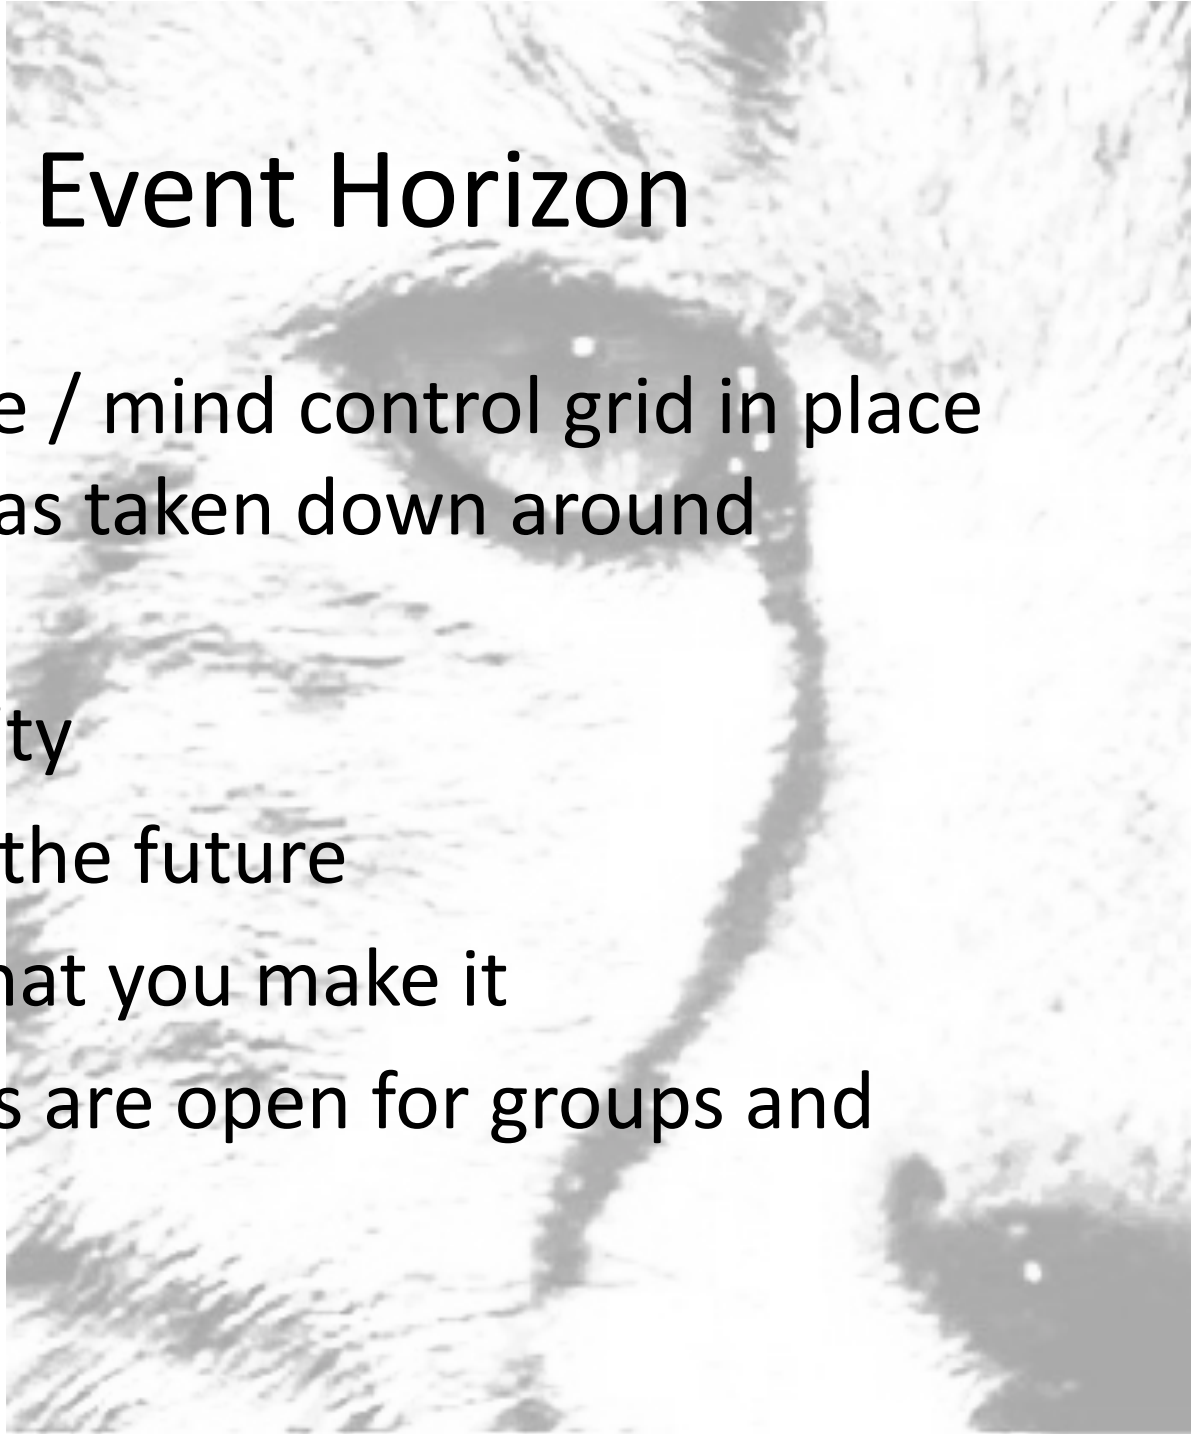 Event Horizon
e / mind control grid in place
as taken down around
ity
the future
hat you make it
s are open for groups and